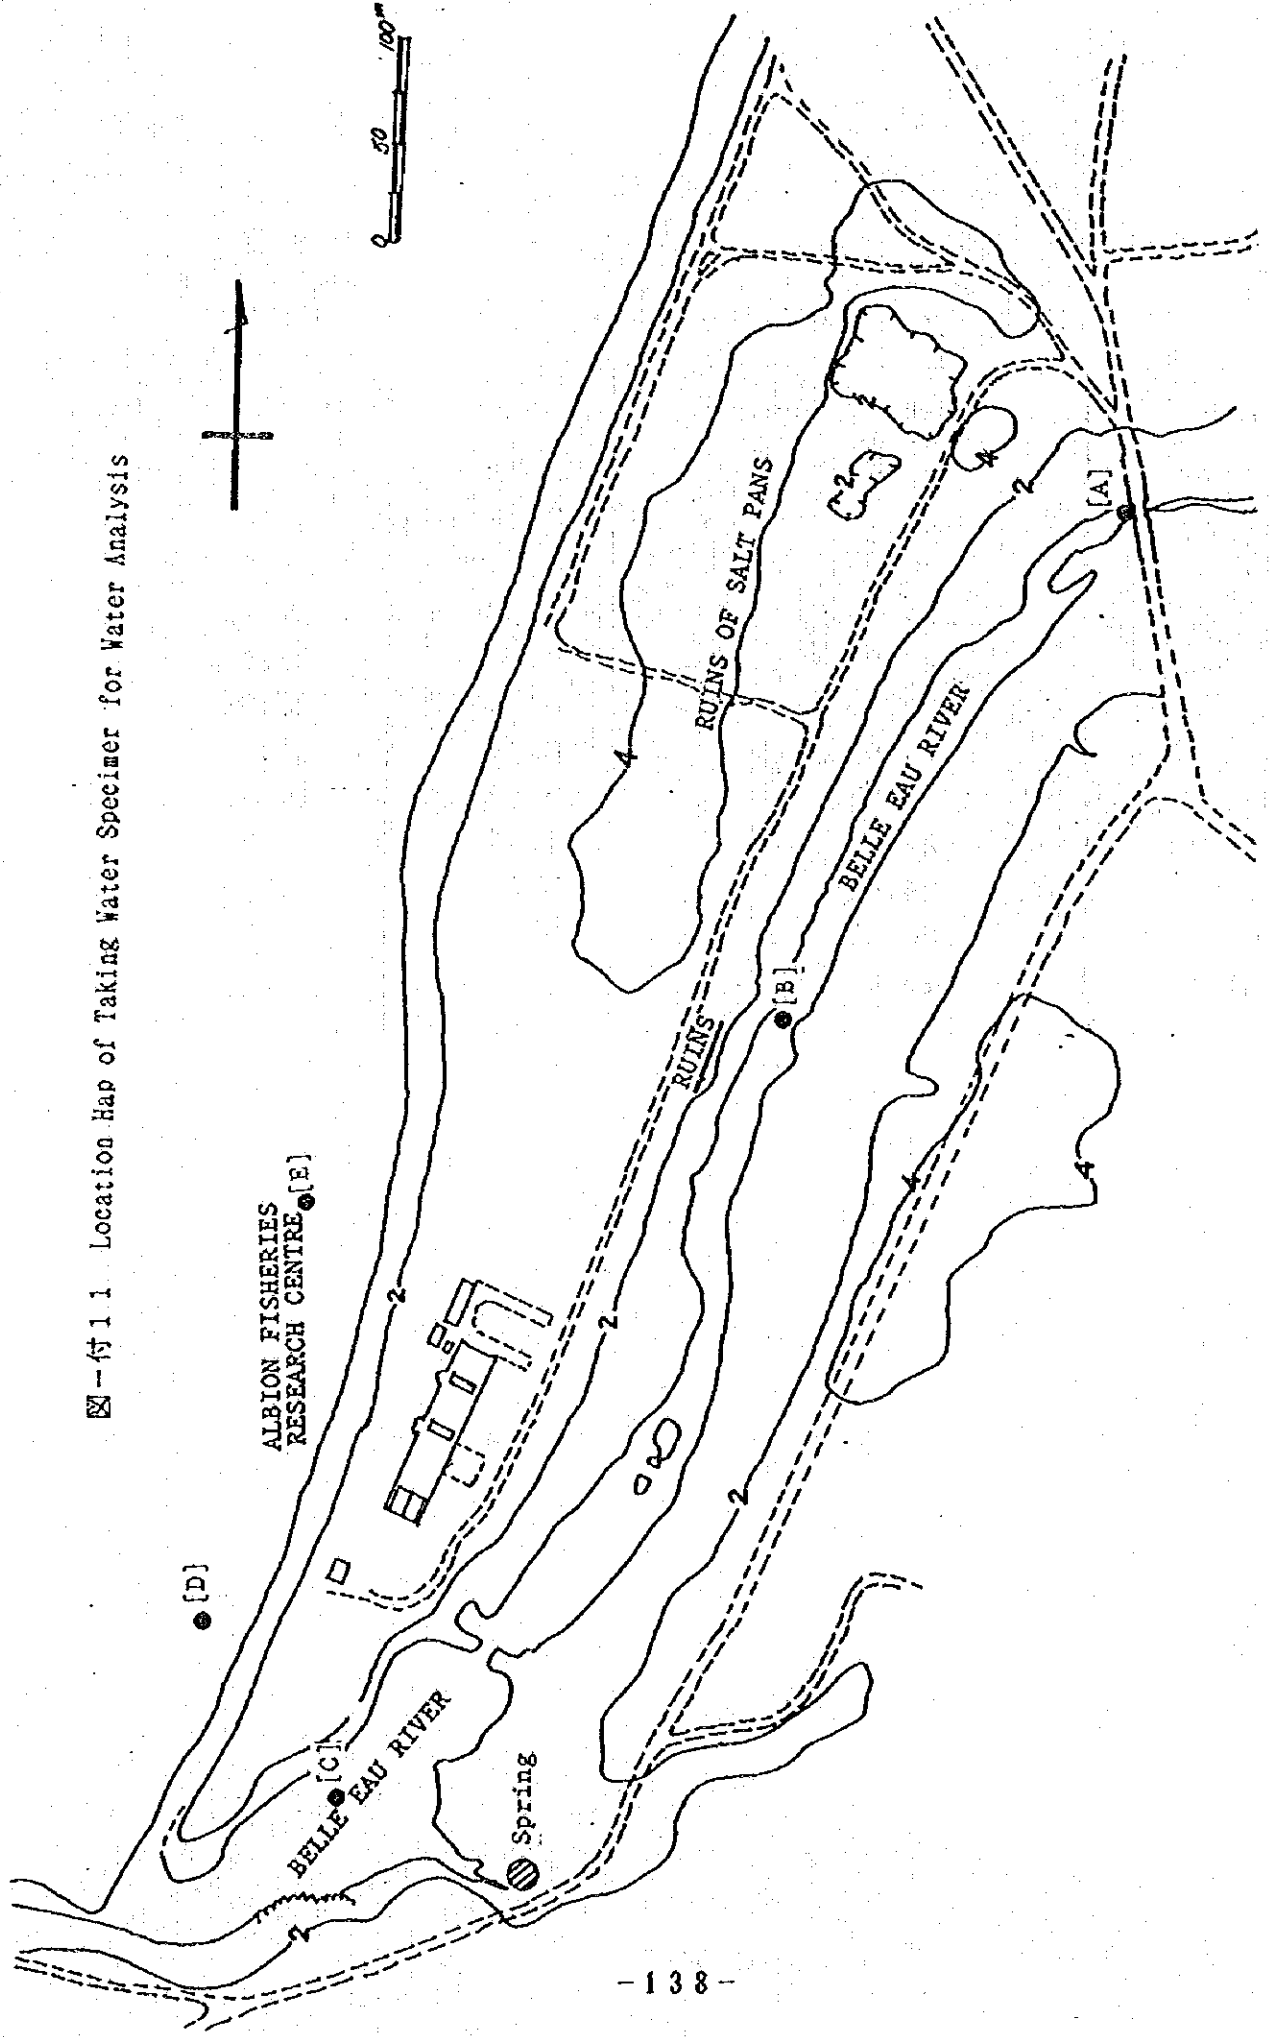 図-付11 Location Map of Taking Water Specimer for Water Analysis
0 50 100m
ALBION FISHERIES
RESEARCH CENTRE
[E]
[D]
[C]
[B]
[A]
2
4
RUINS OF SALT PANS
2
2
4
2
RUINS
BELLE EAU RIVER
2
4
4
2
BELLE EAU RIVER
Spring
2
-138-